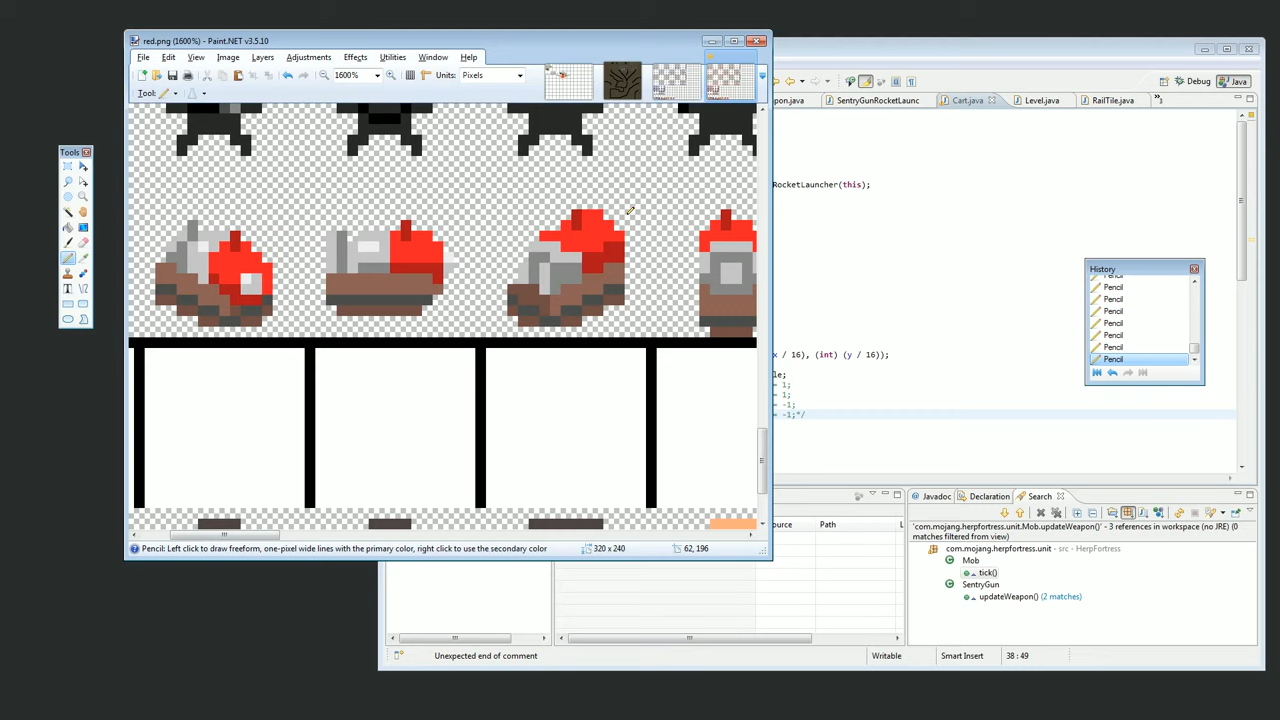 red.png (1600%) - Paint.NET v3.5.10
File Edit View Image Layers Adjustments Effects Utilities Window Help
1600% Units: Pixels
Tool:
Tools
Debug Java
pon.java SentryGunRocketLaunc Cart.java Level.java RailTile.java »3
RocketLauncher(this);
x / 16), (int) (y / 16));
le;
= 1;
= 1;
= -1;
= -1;*/
History
Pencil
Pencil
Pencil
Pencil
Pencil
Pencil
Pencil
Pencil
Pencil: Left click to draw freeform, one-pixel wide lines with the primary color, right click to use the secondary color
320 x 240
62, 196
Javadoc Declaration Search
'com.mojang.herpfortress.unit.Mob.updateWeapon()' - 3 references in workspace (no JRE) (0 matches filtered from view)
com.mojang.herpfortress.unit - src - HerpFortress
Mob
tick()
SentryGun
updateWeapon() (2 matches)
ource Path L
Unexpected end of comment
Writable
Smart Insert
38 : 49